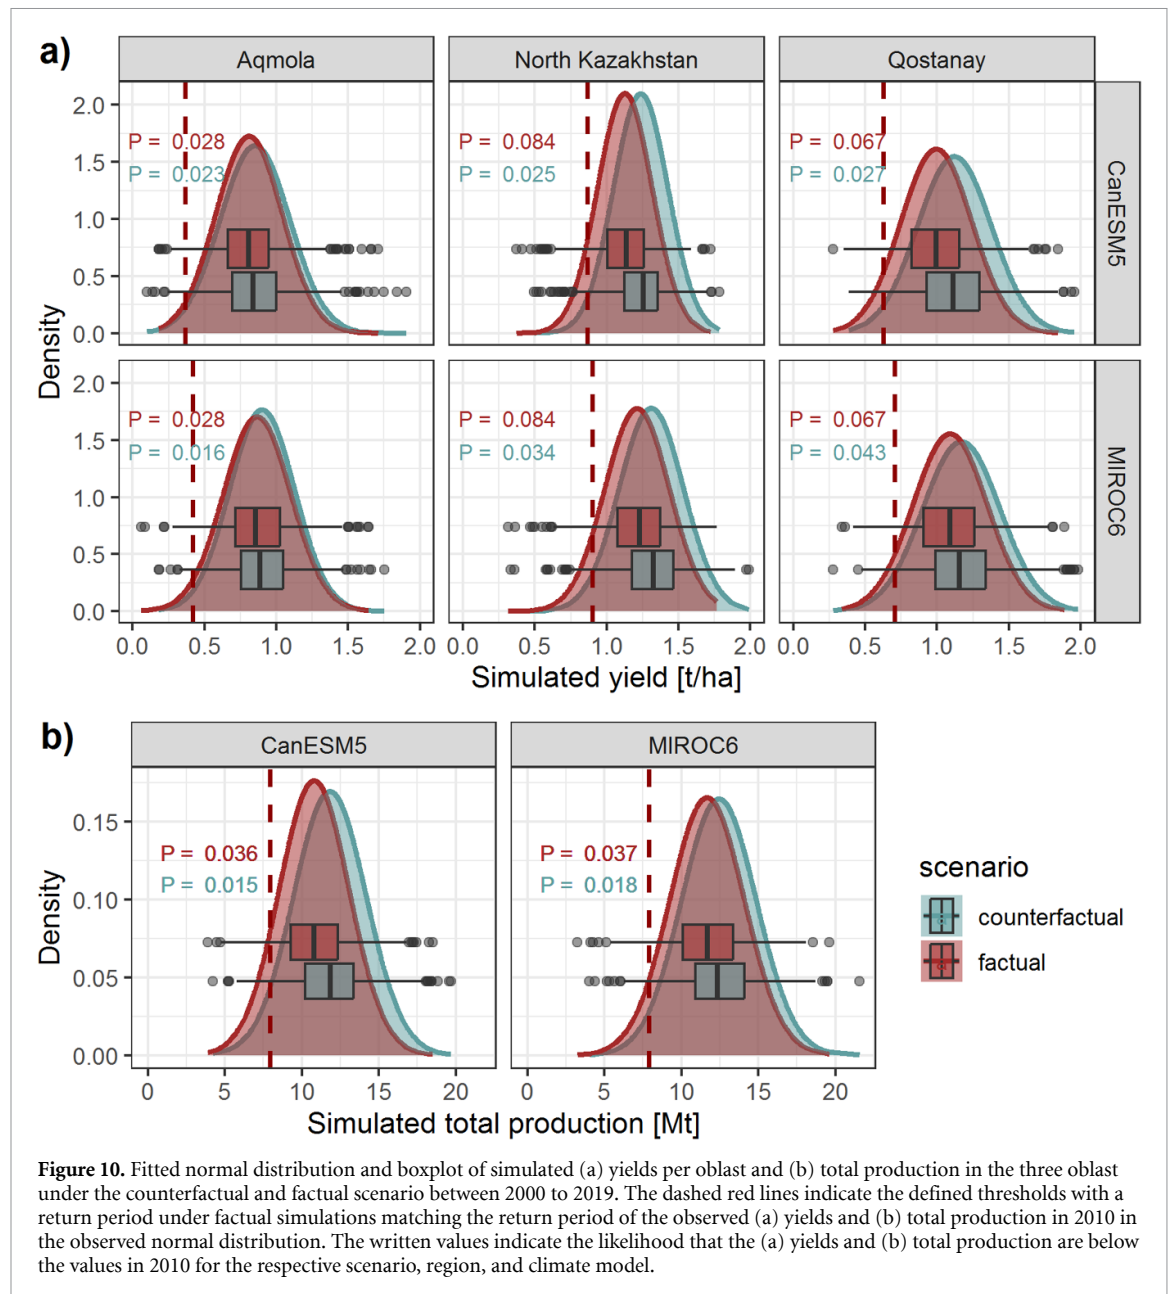 a)
Aqmola
North Kazakhstan
Qostanay
CanESM5
MIROC6
Density
2.0
1.5
1.0
0.5
0.0
P = 0.028
P = 0.023
P = 0.084
P = 0.025
P = 0.067
P = 0.027
2.0
1.5
1.0
0.5
0.0
P = 0.028
P = 0.016
P = 0.084
P = 0.034
P = 0.067
P = 0.043
0.0 0.5 1.0 1.5 2.0 0.0 0.5 1.0 1.5 2.0 0.0 0.5 1.0 1.5 2.0
Simulated yield [t/ha]
b)
CanESM5
MIROC6
Density
0.15
0.10
0.05
0.00
P = 0.036
P = 0.015
P = 0.037
P = 0.018
0 5 10 15 20 0 5 10 15 20
Simulated total production [Mt]
scenario
counterfactual
factual
Figure 10. Fitted normal distribution and boxplot of simulated (a) yields per oblast and (b) total production in the three oblast
under the counterfactual and factual scenario between 2000 to 2019. The dashed red lines indicate the defined thresholds with a
return period under factual simulations matching the return period of the observed (a) yields and (b) total production in 2010 in
the observed normal distribution. The written values indicate the likelihood that the (a) yields and (b) total production are below
the values in 2010 for the respective scenario, region, and climate model.